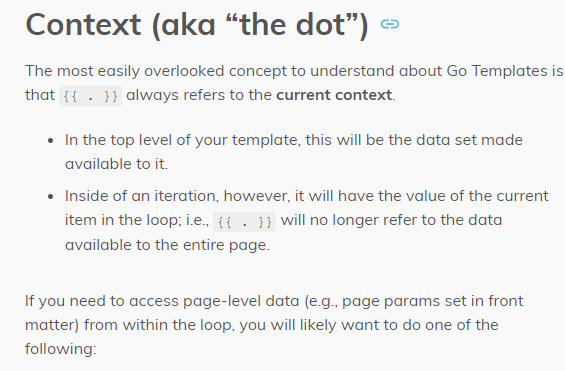 Context (aka “the dot”)
The most easily overlooked concept to understand about Go Templates is
that {{ . }} always refers to the current context.
• In the top level of your template, this will be the data set made
available to it.
• Inside of an iteration, however, it will have the value of the current
item in the loop; i.e., {{ . }} will no longer refer to the data
available to the entire page.
If you need to access page-level data (e.g., page params set in front
matter) from within the loop, you will likely want to do one of the
following: